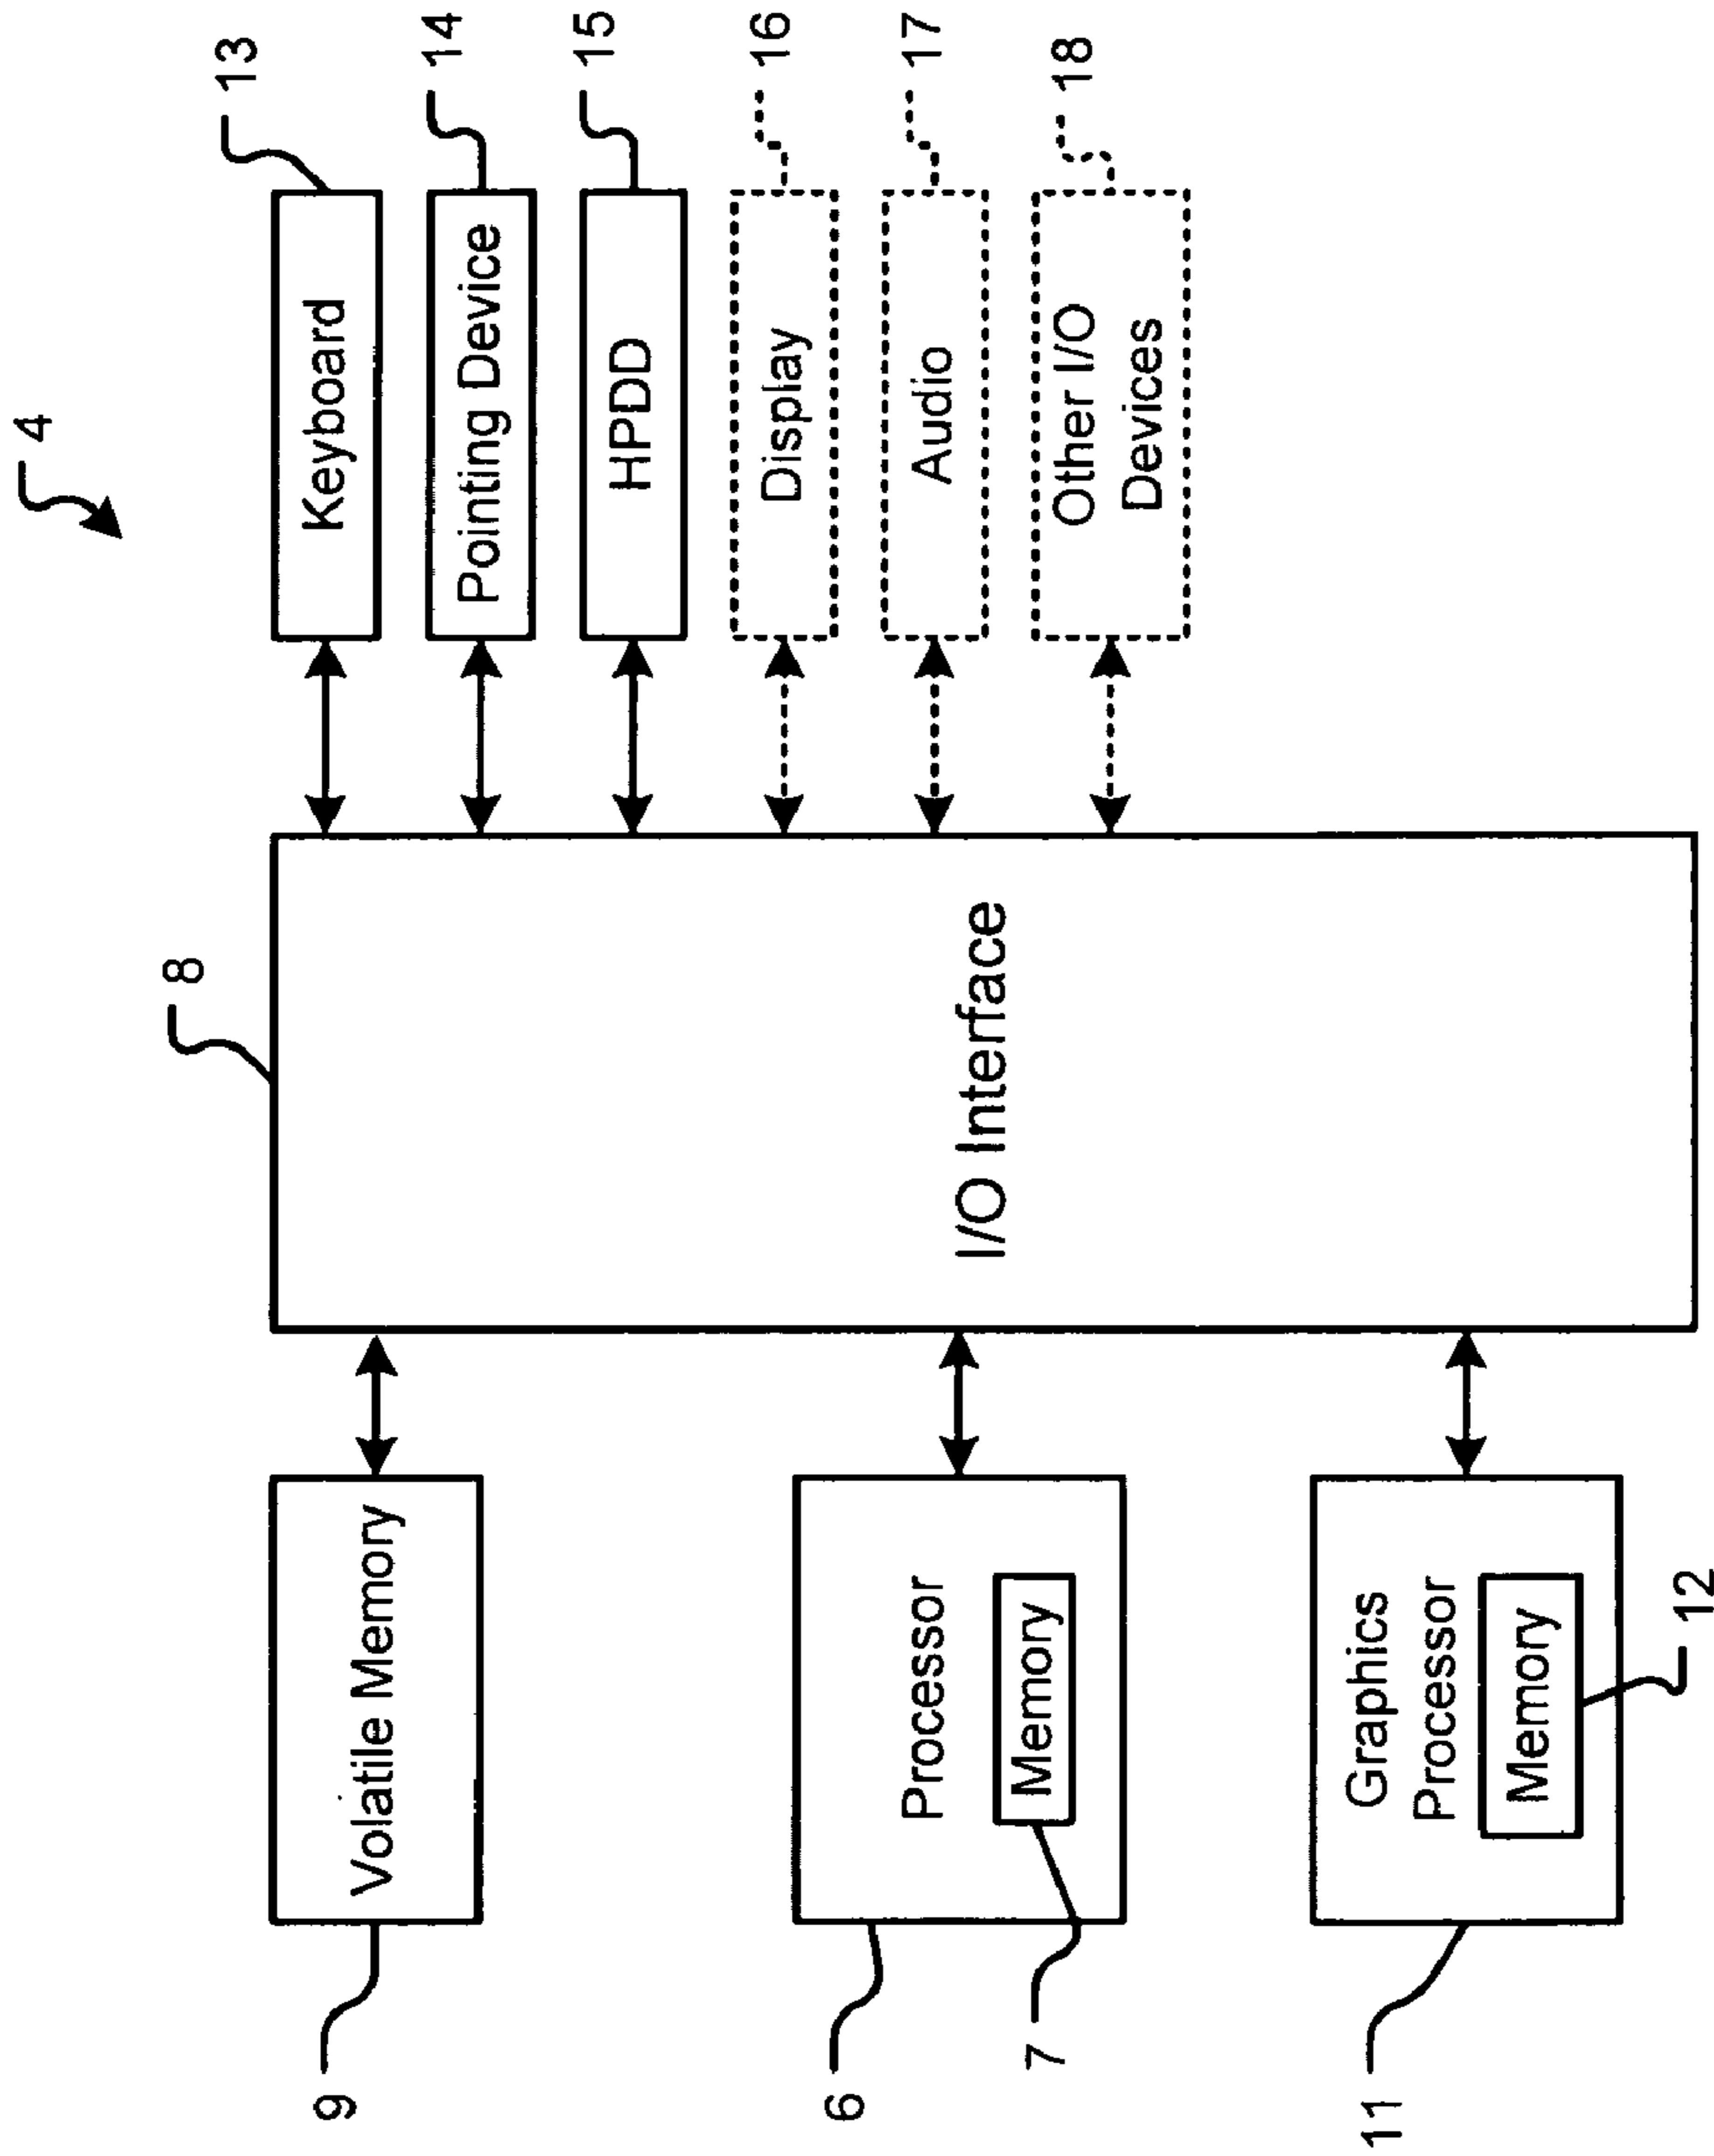 4
9
Volatile Memory
6
Processor
7
Memory
11
Graphics
Processor
Memory
12
8
I/O Interface
Keyboard
13
Pointing Device
14
HPDD
15
Display
16
Audio
17
Other I/O
Devices
18